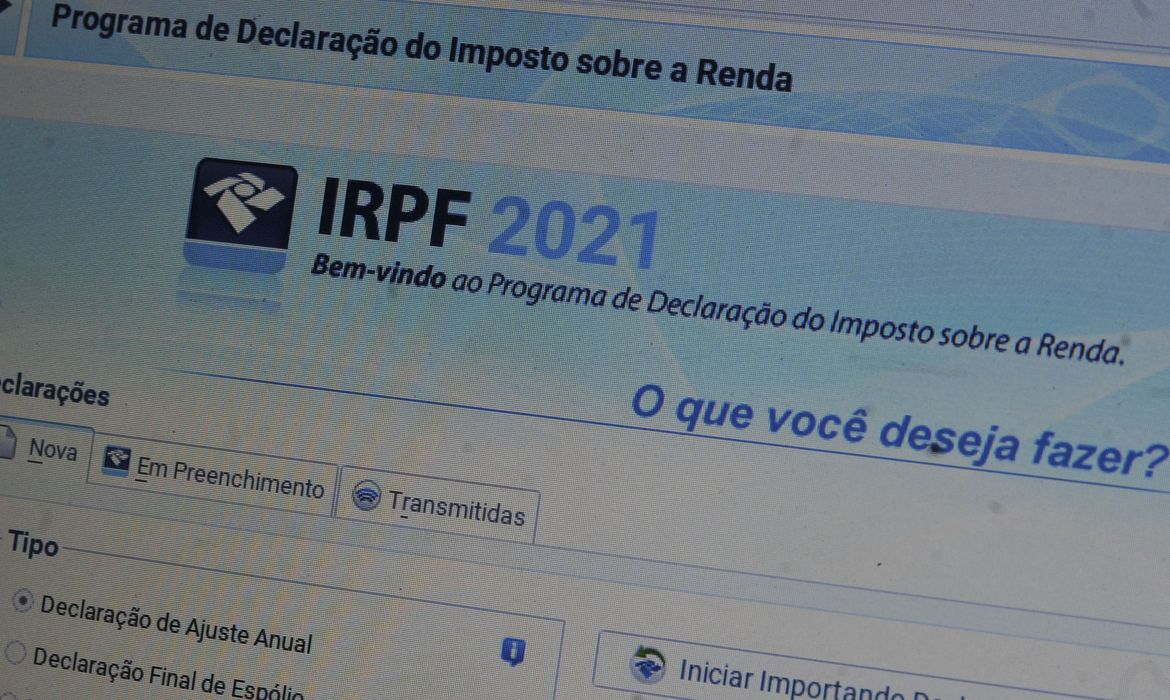 Programa de Declaração do Imposto sobre a Renda
IRPF 2021
Bem-vindo ao Programa de Declaração do Imposto sobre a Renda.
O que você deseja fazer?
Nova
Em Preenchimento
Transmitidas
Tipo
Declaração de Ajuste Anual
Declaração Final de Espólio
Iniciar Importando